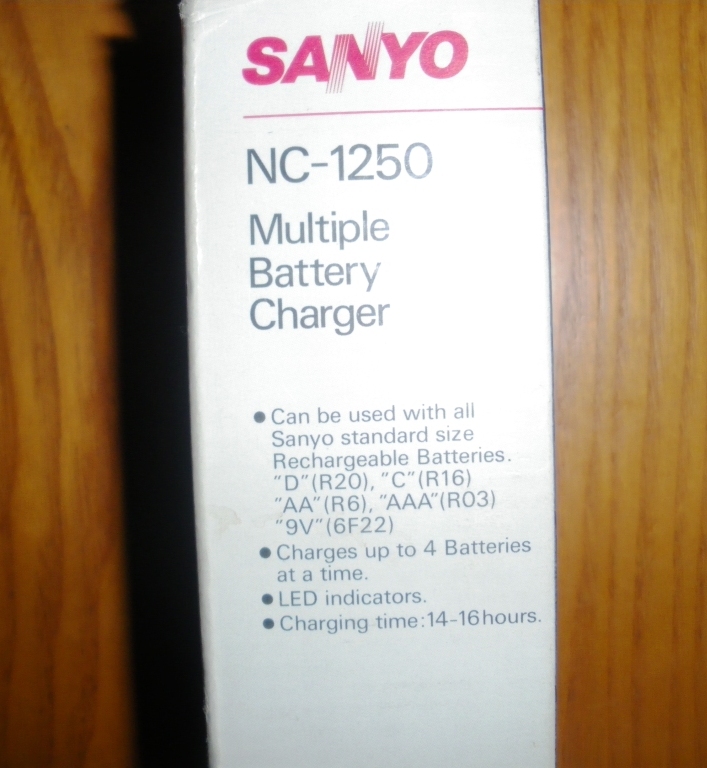 SANYO
NC-1250
Multiple
Battery
Charger
● Can be used with all
Sanyo standard size
Rechargeable Batteries.
"D"(R20), "C"(R16)
"AA"(R6), "AAA"(R03)
"9V"(6F22)
● Charges up to 4 Batteries
at a time.
● LED indicators.
● Charging time:14-16hours.